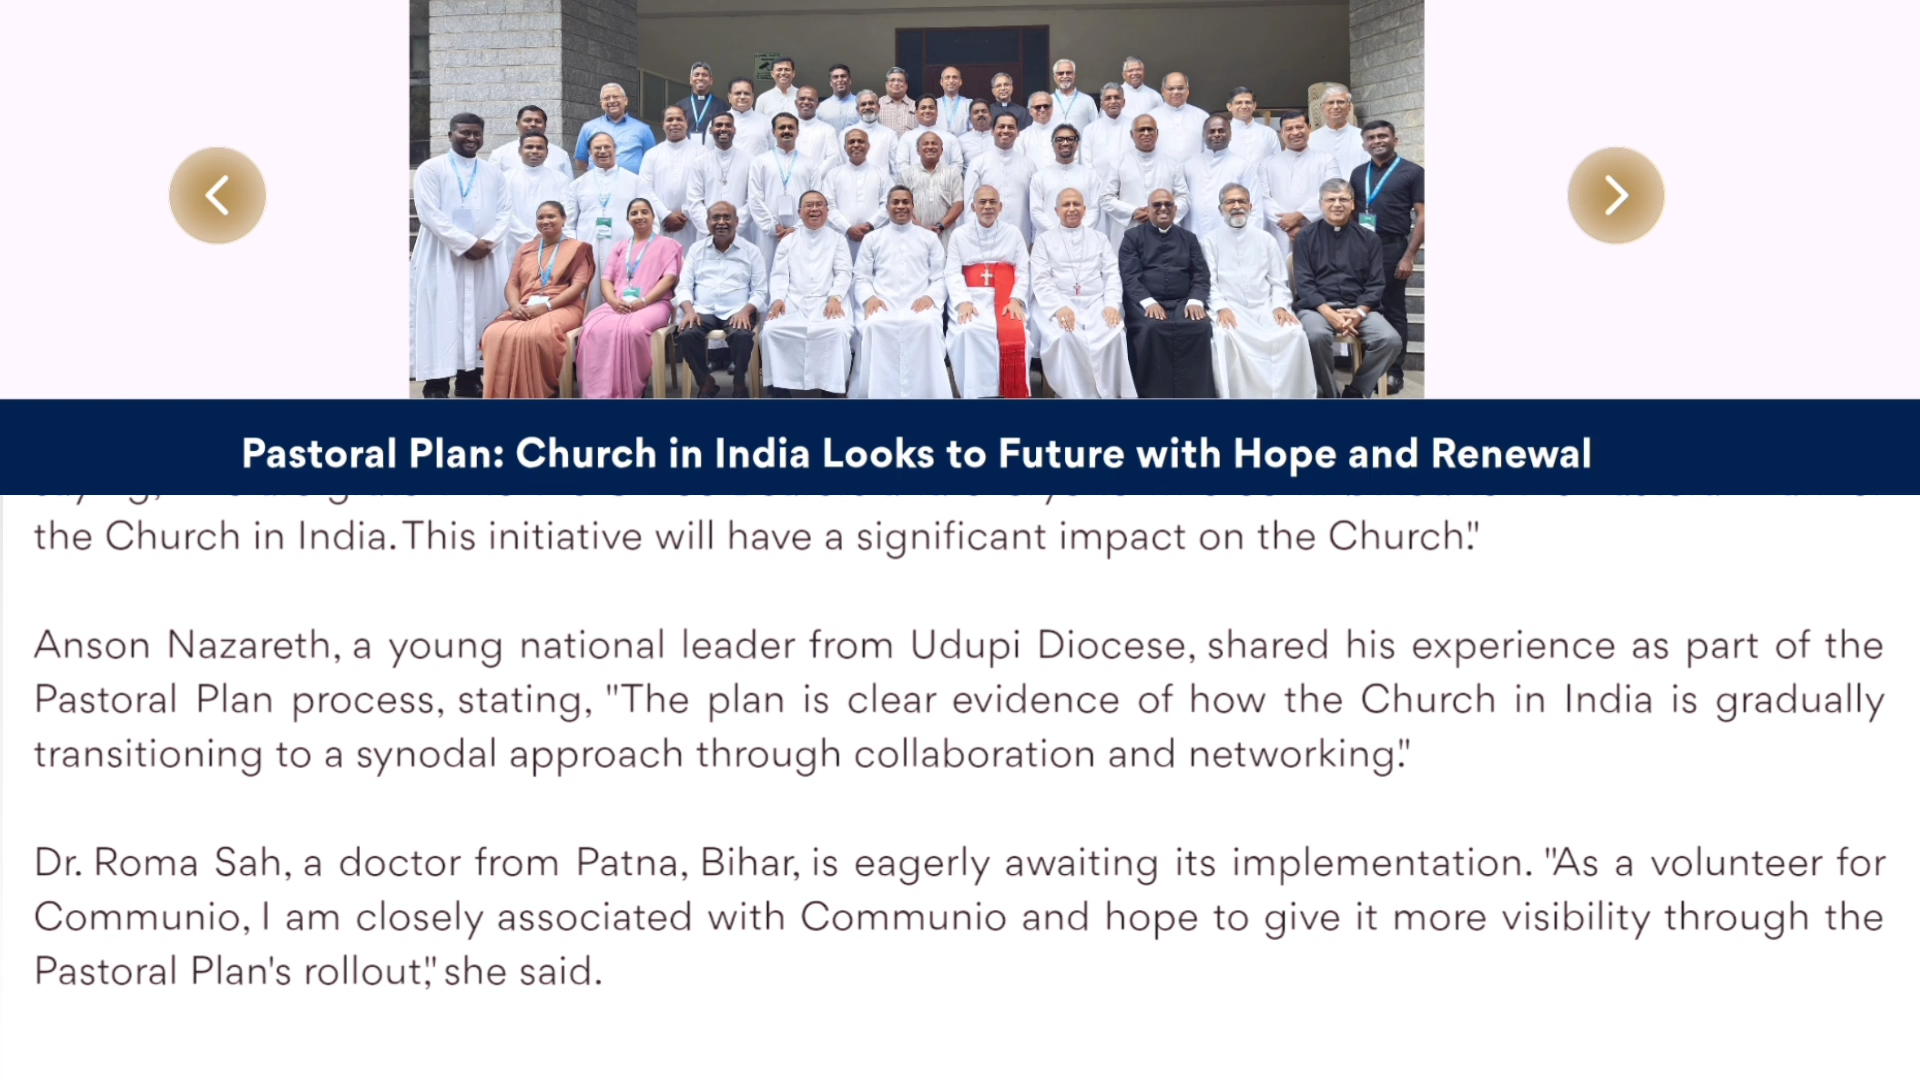 Pastoral Plan: Church in India Looks to Future with Hope and Renewal
the Church in India. This initiative will have a significant impact on the Church."
Anson Nazareth, a young national leader from Udupi Diocese, shared his experience as part of the
Pastoral Plan process, stating, "The plan is clear evidence of how the Church in India is gradually
transitioning to a synodal approach through collaboration and networking."
Dr. Roma Sah, a doctor from Patna, Bihar, is eagerly awaiting its implementation. "As a volunteer for
Communio, I am closely associated with Communio and hope to give it more visibility through the
Pastoral Plan's rollout," she said.